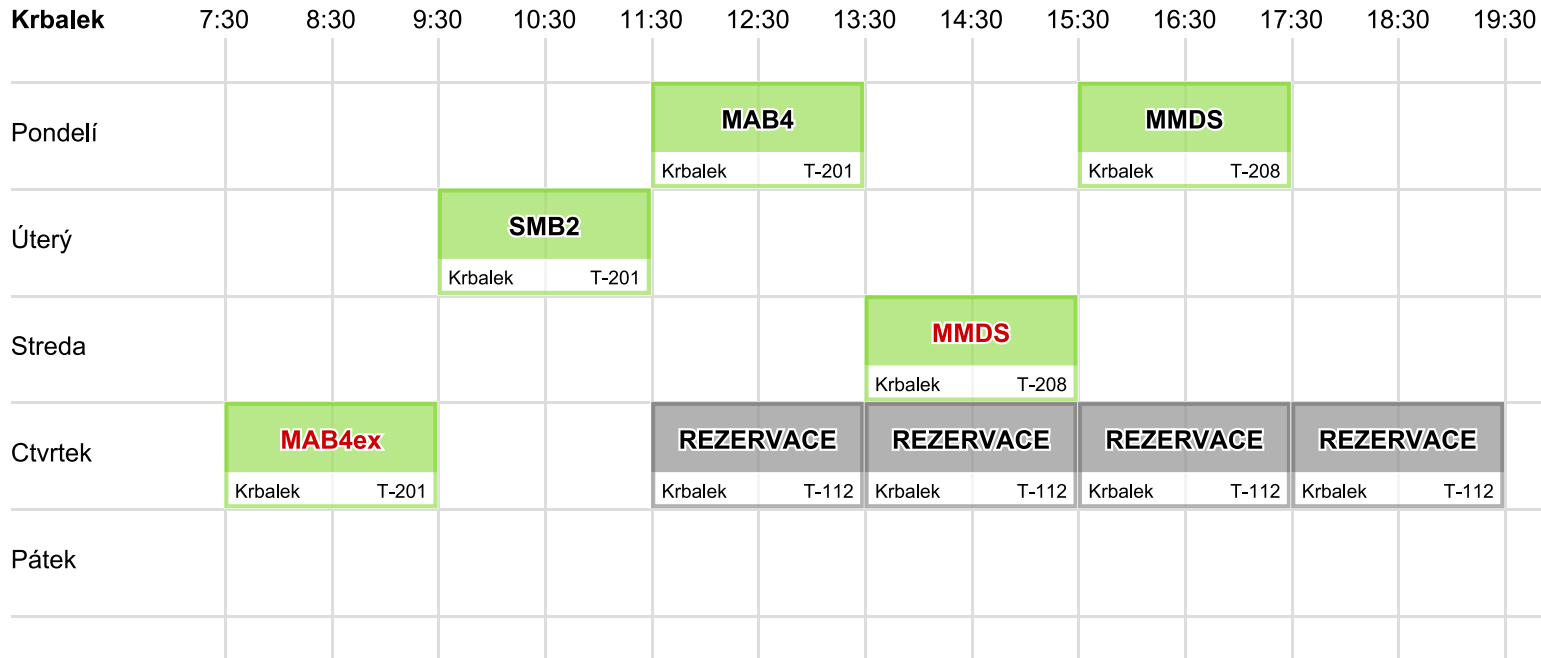 Krbalek 7:30 8:30 9:30 10:30 11:30 12:30 13:30 14:30 15:30 16:30 17:30 18:30 19:30
MAB4 MMDS
Pondelí
Krbalek T-201 Krbalek T-208
SMB2
Úterý
Krbalek T-201
MMDS
Streda
Krbalek T-208
MAB4ex REZERVACE REZERVACE REZERVACE REZERVACE
Ctvrtek
Krbalek T-201 Krbalek T-112 Krbalek T-112 Krbalek T-112 Krbalek T-112
Pátek